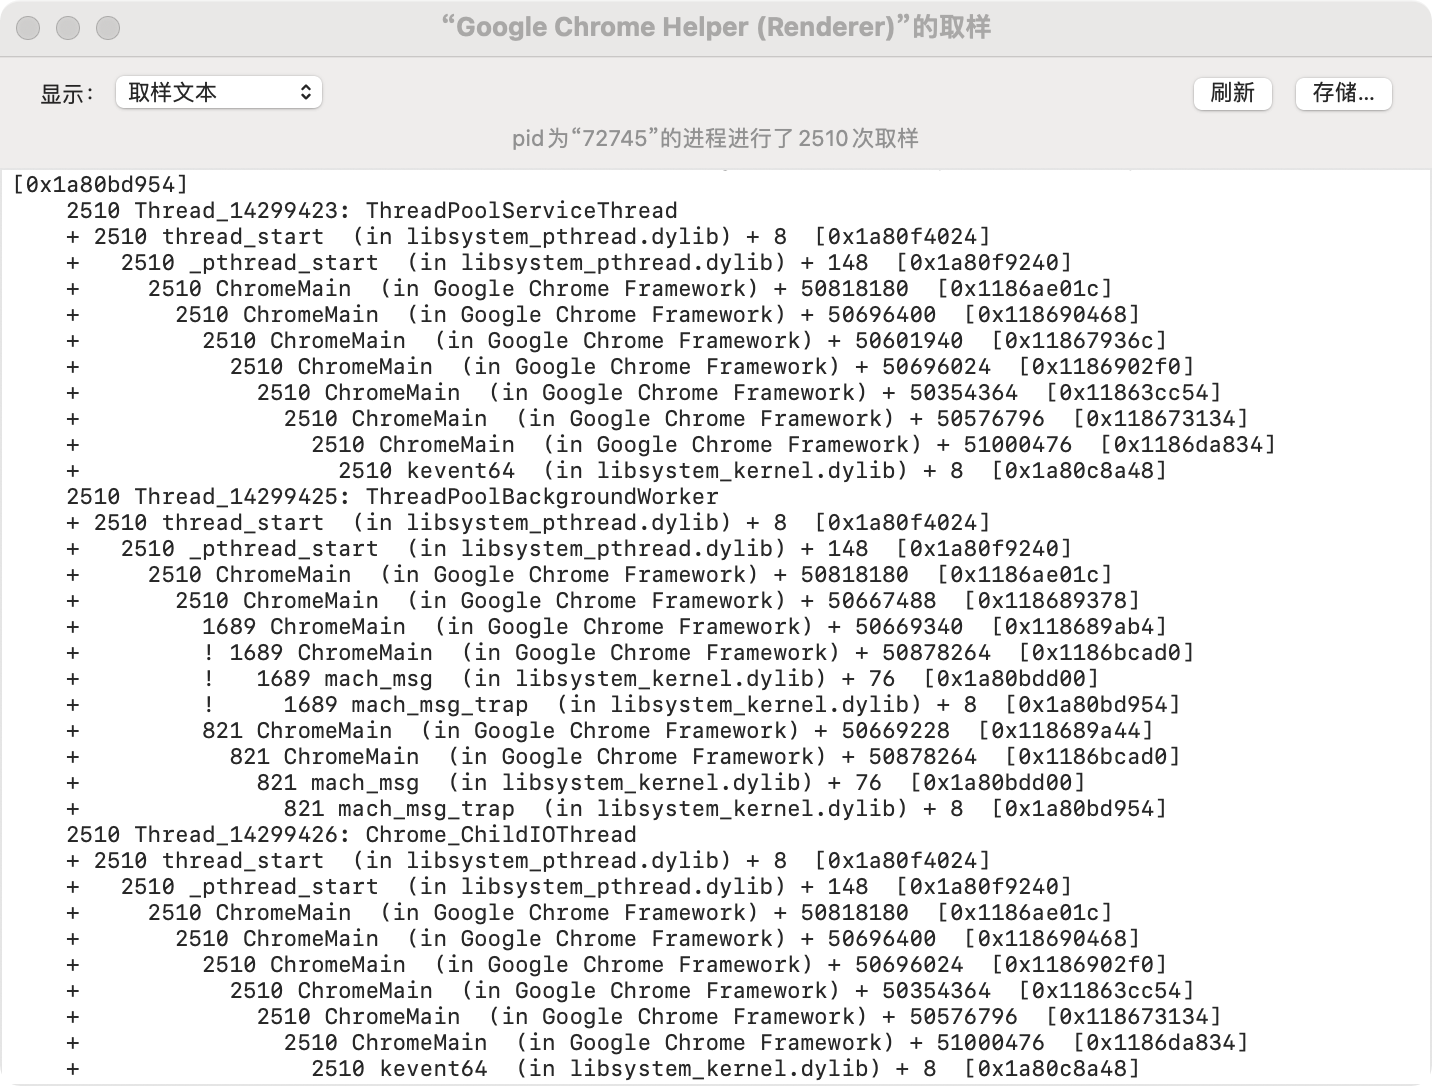 “Google Chrome Helper (Renderer)”的取样
显示： 取样文本 刷新 存储...
pid为“72745”的进程进行了2510次取样
[0x1a80bd954]
    2510 Thread_14299423: ThreadPoolServiceThread
    + 2510 thread_start  (in libsystem_pthread.dylib) + 8  [0x1a80f4024]
    +   2510 _pthread_start  (in libsystem_pthread.dylib) + 148  [0x1a80f9240]
    +     2510 ChromeMain  (in Google Chrome Framework) + 50818180  [0x1186ae01c]
    +       2510 ChromeMain  (in Google Chrome Framework) + 50696400  [0x118690468]
    +         2510 ChromeMain  (in Google Chrome Framework) + 50601940  [0x11867936c]
    +           2510 ChromeMain  (in Google Chrome Framework) + 50696024  [0x1186902f0]
    +             2510 ChromeMain  (in Google Chrome Framework) + 50354364  [0x11863cc54]
    +               2510 ChromeMain  (in Google Chrome Framework) + 50576796  [0x118673134]
    +                 2510 ChromeMain  (in Google Chrome Framework) + 51000476  [0x1186da834]
    +                   2510 kevent64  (in libsystem_kernel.dylib) + 8  [0x1a80c8a48]
    2510 Thread_14299425: ThreadPoolBackgroundWorker
    + 2510 thread_start  (in libsystem_pthread.dylib) + 8  [0x1a80f4024]
    +   2510 _pthread_start  (in libsystem_pthread.dylib) + 148  [0x1a80f9240]
    +     2510 ChromeMain  (in Google Chrome Framework) + 50818180  [0x1186ae01c]
    +       2510 ChromeMain  (in Google Chrome Framework) + 50667488  [0x118689378]
    +         1689 ChromeMain  (in Google Chrome Framework) + 50669340  [0x118689ab4]
    +         ! 1689 ChromeMain  (in Google Chrome Framework) + 50878264  [0x1186bcad0]
    +         !   1689 mach_msg  (in libsystem_kernel.dylib) + 76  [0x1a80bdd00]
    +         !     1689 mach_msg_trap  (in libsystem_kernel.dylib) + 8  [0x1a80bd954]
    +         821 ChromeMain  (in Google Chrome Framework) + 50669228  [0x118689a44]
    +           821 ChromeMain  (in Google Chrome Framework) + 50878264  [0x1186bcad0]
    +             821 mach_msg  (in libsystem_kernel.dylib) + 76  [0x1a80bdd00]
    +               821 mach_msg_trap  (in libsystem_kernel.dylib) + 8  [0x1a80bd954]
    2510 Thread_14299426: Chrome_ChildIOThread
    + 2510 thread_start  (in libsystem_pthread.dylib) + 8  [0x1a80f4024]
    +   2510 _pthread_start  (in libsystem_pthread.dylib) + 148  [0x1a80f9240]
    +     2510 ChromeMain  (in Google Chrome Framework) + 50818180  [0x1186ae01c]
    +       2510 ChromeMain  (in Google Chrome Framework) + 50696400  [0x118690468]
    +         2510 ChromeMain  (in Google Chrome Framework) + 50696024  [0x1186902f0]
    +           2510 ChromeMain  (in Google Chrome Framework) + 50354364  [0x11863cc54]
    +             2510 ChromeMain  (in Google Chrome Framework) + 50576796  [0x118673134]
    +               2510 ChromeMain  (in Google Chrome Framework) + 51000476  [0x1186da834]
    +                 2510 kevent64  (in libsystem_kernel.dylib) + 8  [0x1a80c8a48]